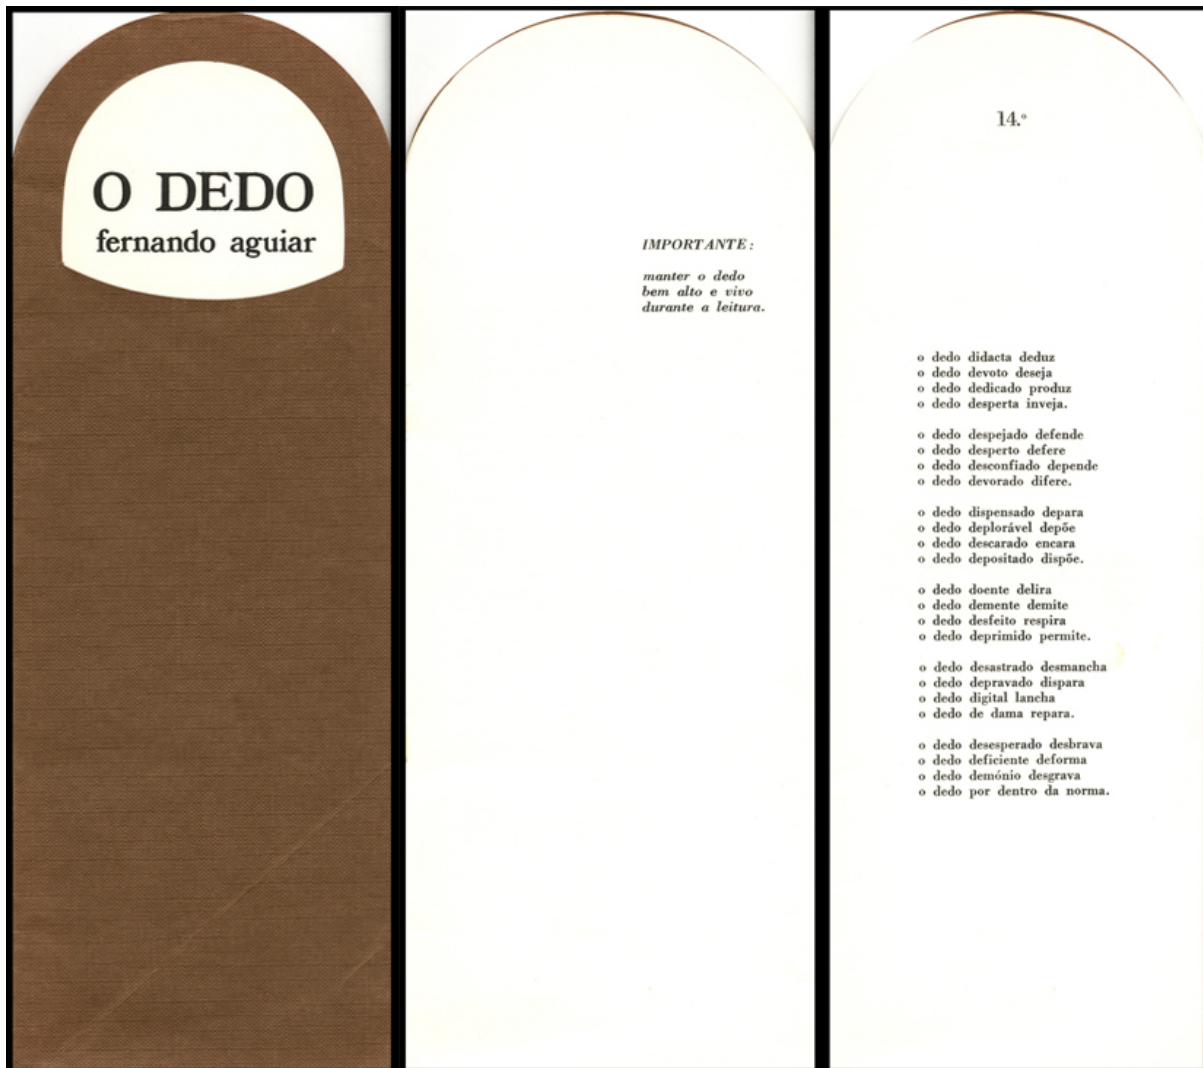 O DEDO
fernando aguiar
IMPORTANTE :
manter o dedo
bem alto e vivo
durante a leitura.
14.º
o dedo didacta deduz
o dedo devoto deseja
o dedo dedicado produz
o dedo desperta inveja.
o dedo despejado defende
o dedo desperto defere
o dedo desconfiado depende
o dedo devorado difere.
o dedo dispensado depara
o dedo deplorável depõe
o dedo descarado encara
o dedo depositado dispõe.
o dedo doente delira
o dedo demente demite
o dedo desfeito respira
o dedo deprimido permite.
o dedo desastrado desmancha
o dedo depravado dispara
o dedo digital lancha
o dedo de dama repara.
o dedo desesperado desbrava
o dedo deficiente deforma
o dedo demónio desgrava
o dedo por dentro da norma.